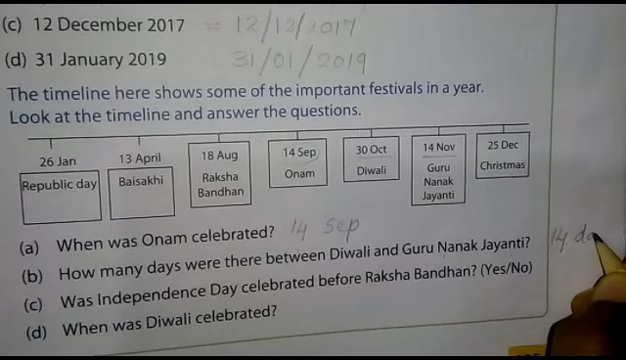 (c) 12 December 2017 = 12/12/2017
(d) 31 January 2019 31/01/2019
The timeline here shows some of the important festivals in a year.
Look at the timeline and answer the questions.
26 Jan 13 April 18 Aug 14 Sep 30 Oct 14 Nov 25 Dec
Republic day Baisakhi Raksha Bandhan Onam Diwali Guru Nanak Jayanti Christmas
(a) When was Onam celebrated? 14 Sep
(b) How many days were there between Diwali and Guru Nanak Jayanti? 14 da
(c) Was Independence Day celebrated before Raksha Bandhan? (Yes/No)
(d) When was Diwali celebrated?